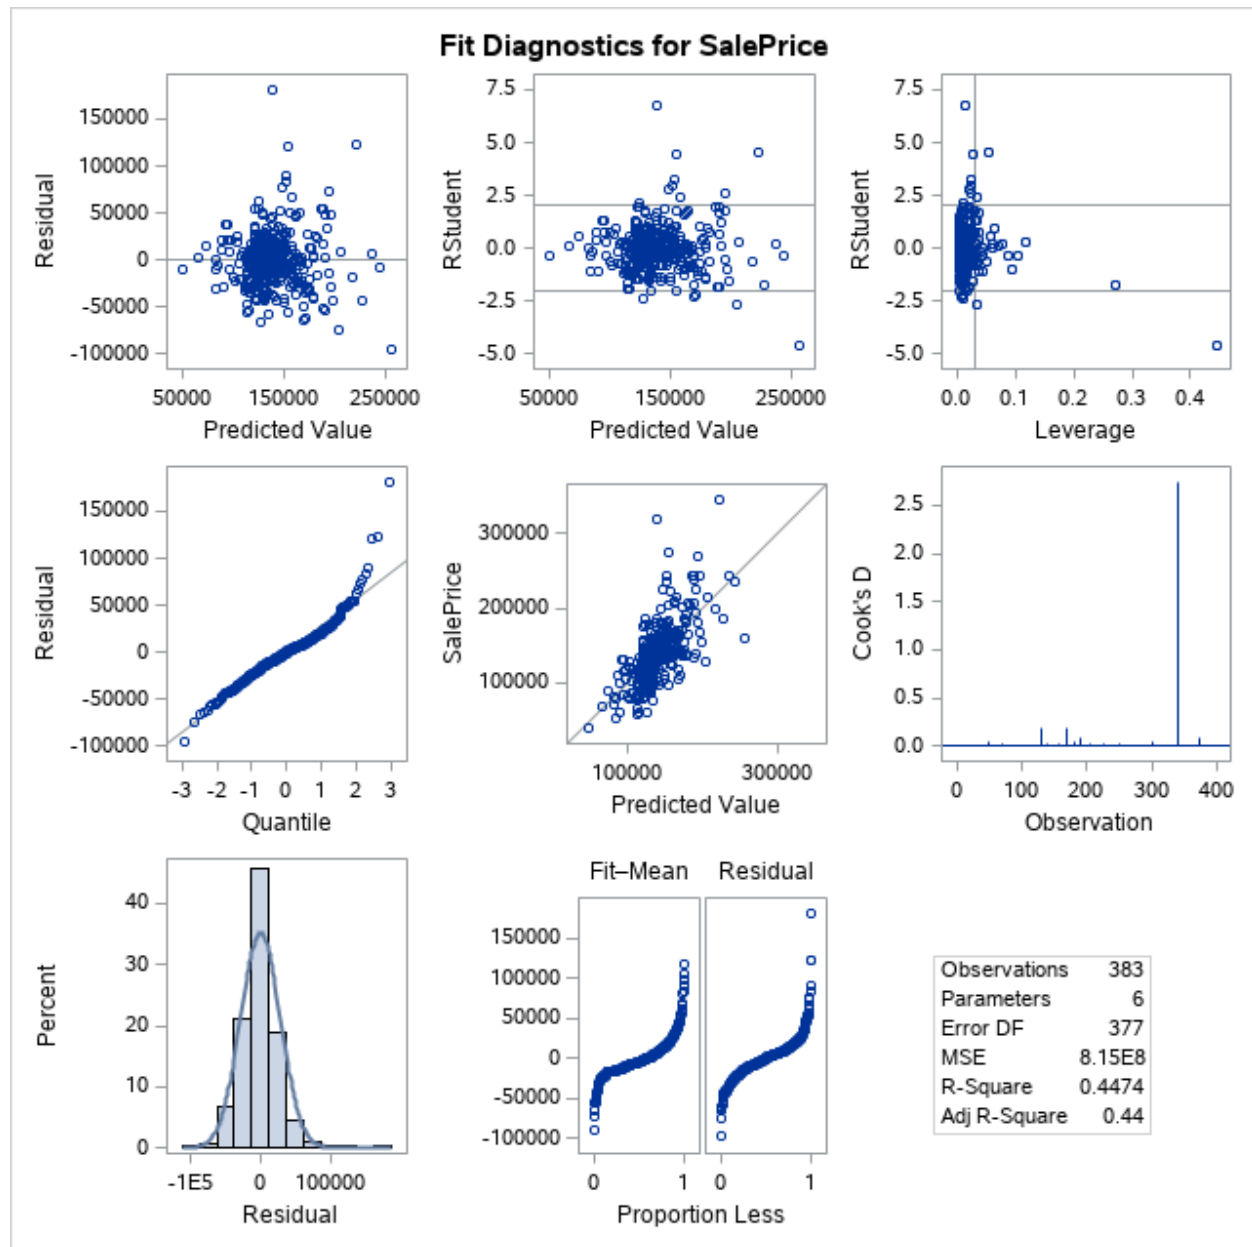 Fit Diagnostics for SalePrice
Residual
150000
100000
50000
0
-50000
-100000
50000 150000 250000
Predicted Value
RStudent
7.5
5.0
2.5
0.0
-2.5
-5.0
50000 150000 250000
Predicted Value
RStudent
7.5
5.0
2.5
0.0
-2.5
-5.0
0.0 0.1 0.2 0.3 0.4
Leverage
Residual
150000
100000
50000
0
-50000
-100000
-3 -2 -1 0 1 2 3
Quantile
SalePrice
300000
200000
100000
100000 300000
Predicted Value
Cook's D
2.5
2.0
1.5
1.0
0.5
0.0
0 100 200 300 400
Observation
Percent
40
30
20
10
0
-1E5 0 100000
Residual
Fit–Mean Residual
150000
100000
50000
0
-50000
-100000
0 1 0 1
Proportion Less
Observations 383
Parameters 6
Error DF 377
MSE 8.15E8
R-Square 0.4474
Adj R-Square 0.44